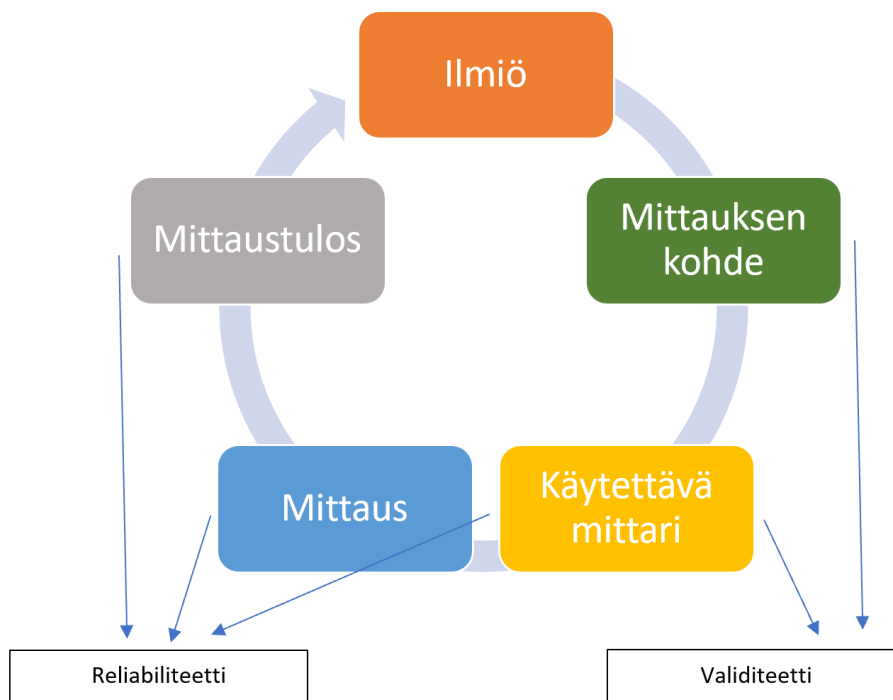 Ilmiö
Mittauksen
kohde
Mittaustulos
Mittaus
Käytettävä
mittari
Reliabiliteetti
Validiteetti